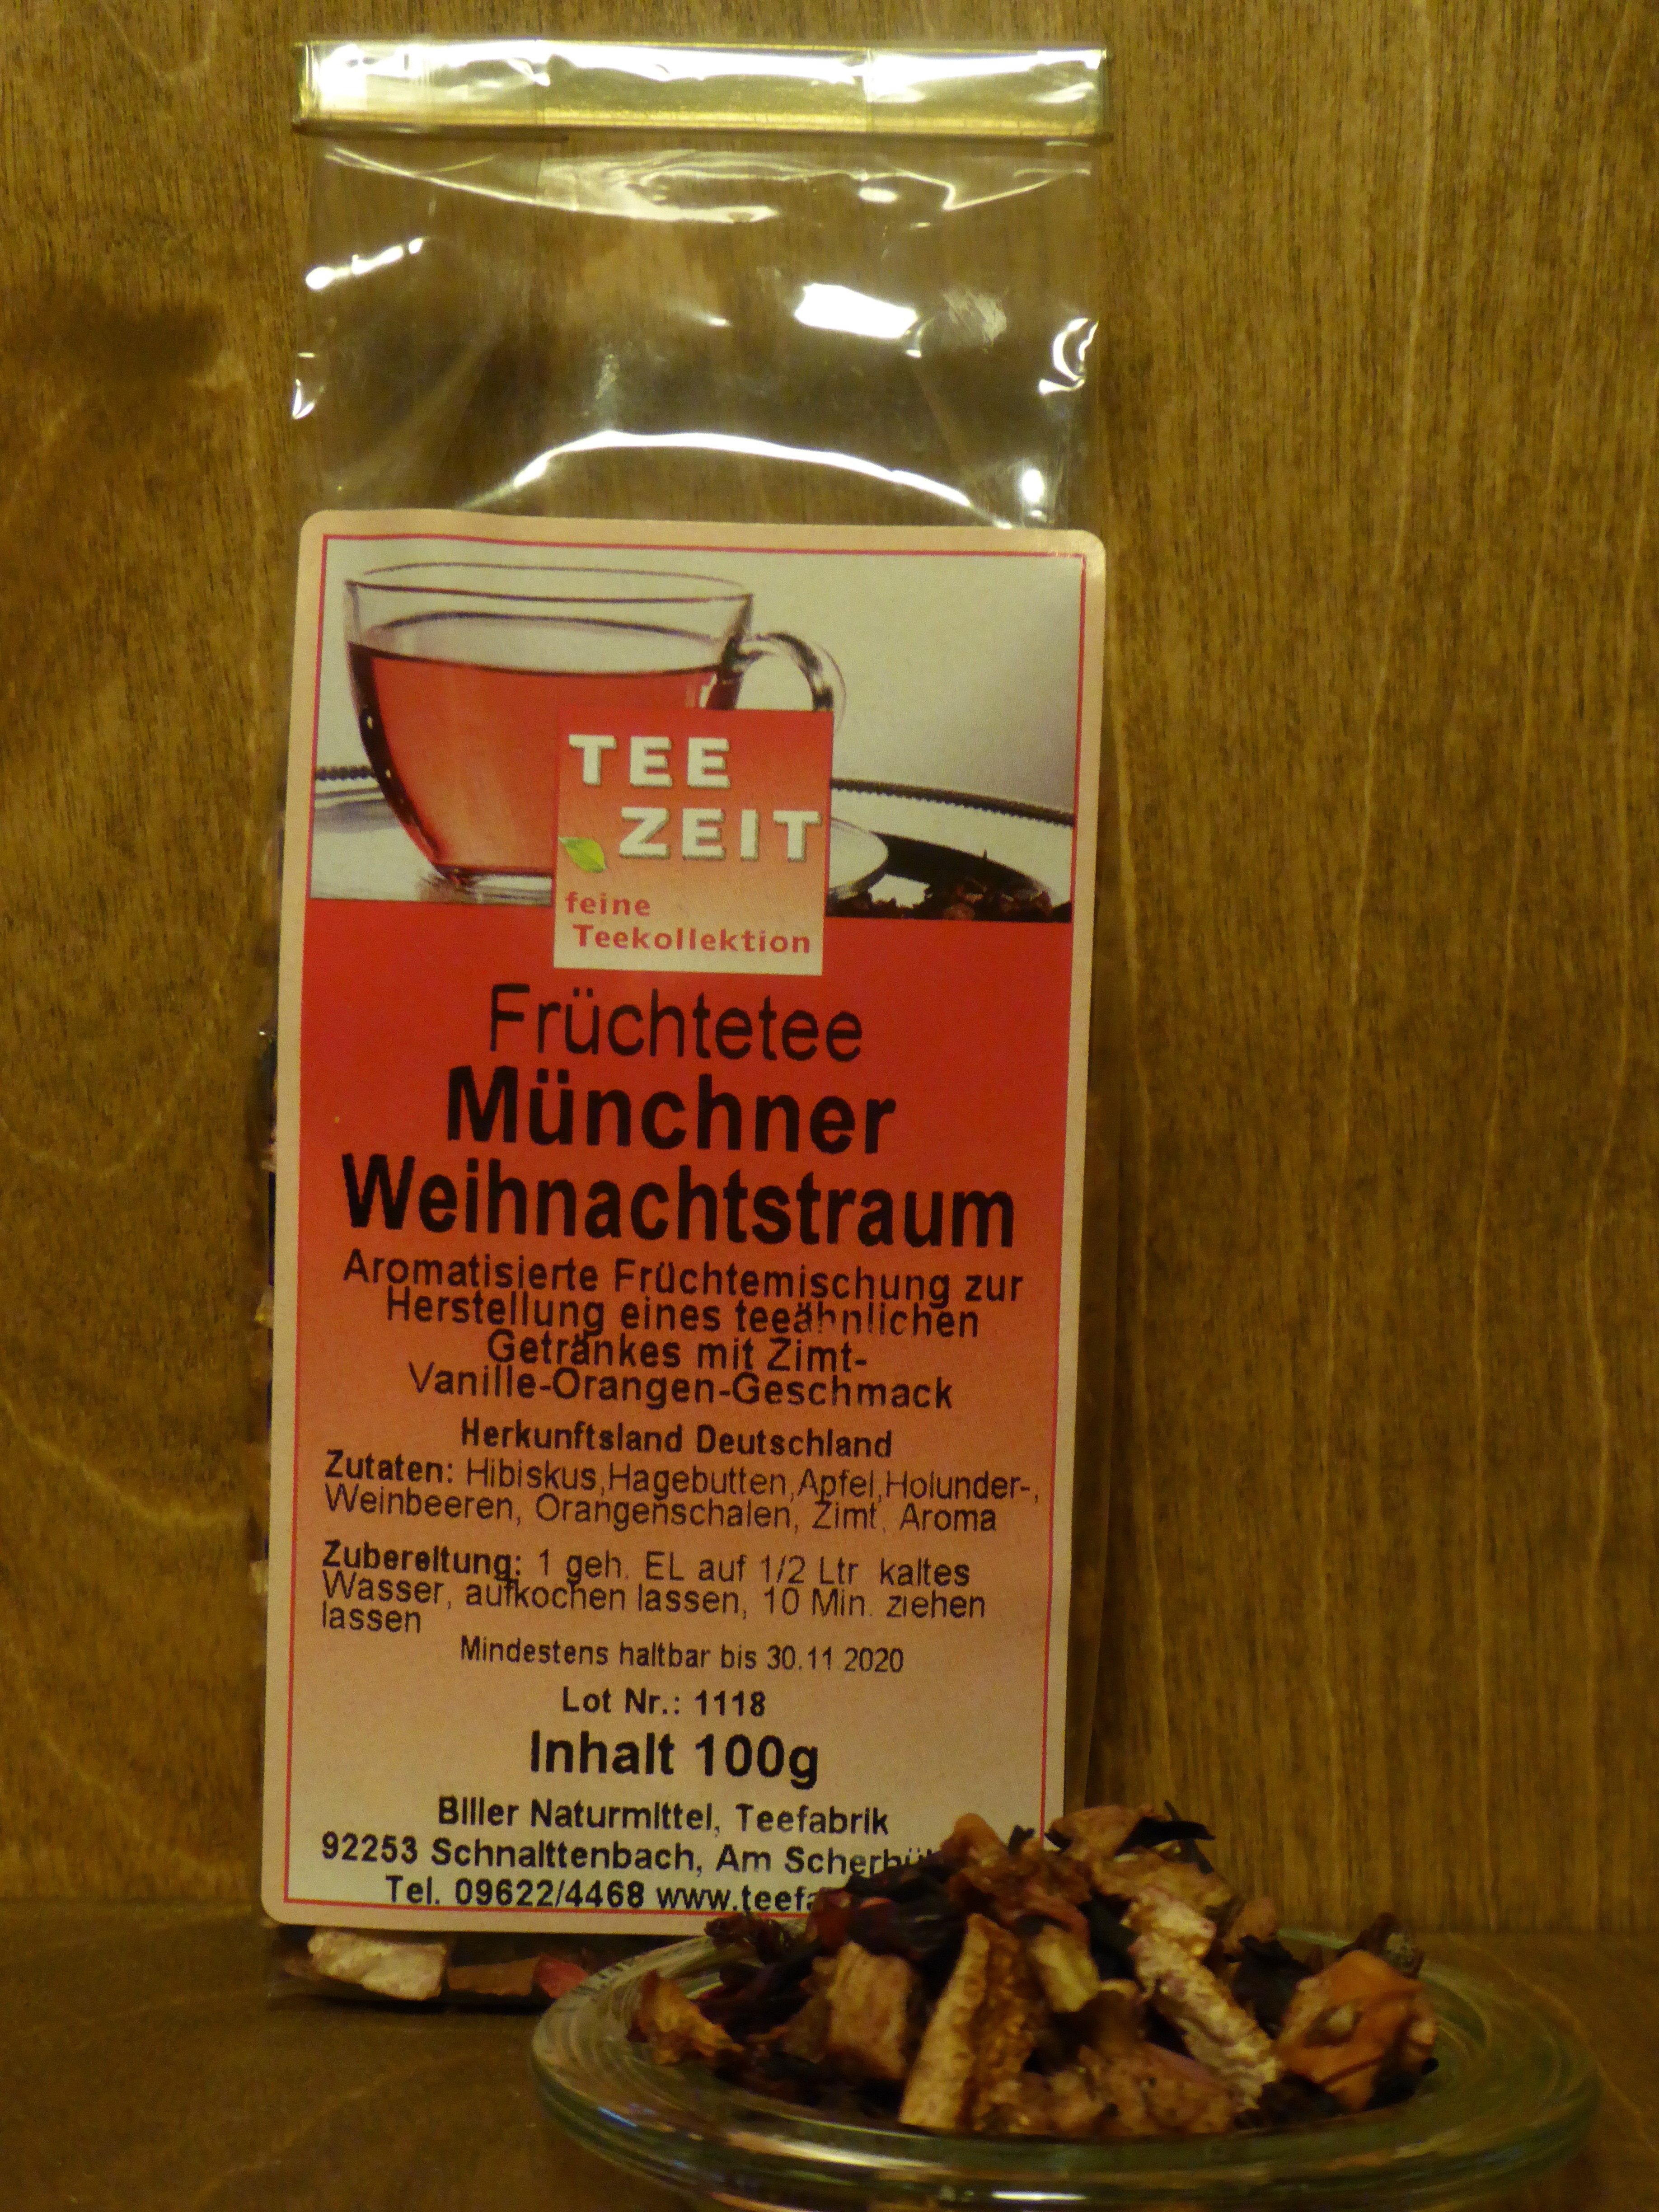 TEE
ZEIT
feine
Teekollektion
Früchtetee
Münchner
Weihnachtstraum
Aromatisierte Früchtemischung zur
Herstellung eines teeähnlichen
Getränkes mit Zimt-
Vanille-Orangen-Geschmack
Herkunftsland Deutschland
Zutaten: Hibiskus,Hagebutten,Apfel,Holunder-,
Weinbeeren, Orangenschalen, Zimt, Aroma
Zubereitung: 1 geh. EL auf 1/2 Ltr kaltes
Wasser, aufkochen lassen, 10 Min. ziehen
lassen
Mindestens haltbar bis 30.11.2020
Lot Nr.: 1118
Inhalt 100g
Biller Naturmittel, Teefabrik
92253 Schnaittenbach, Am
Tel. 09622/4468